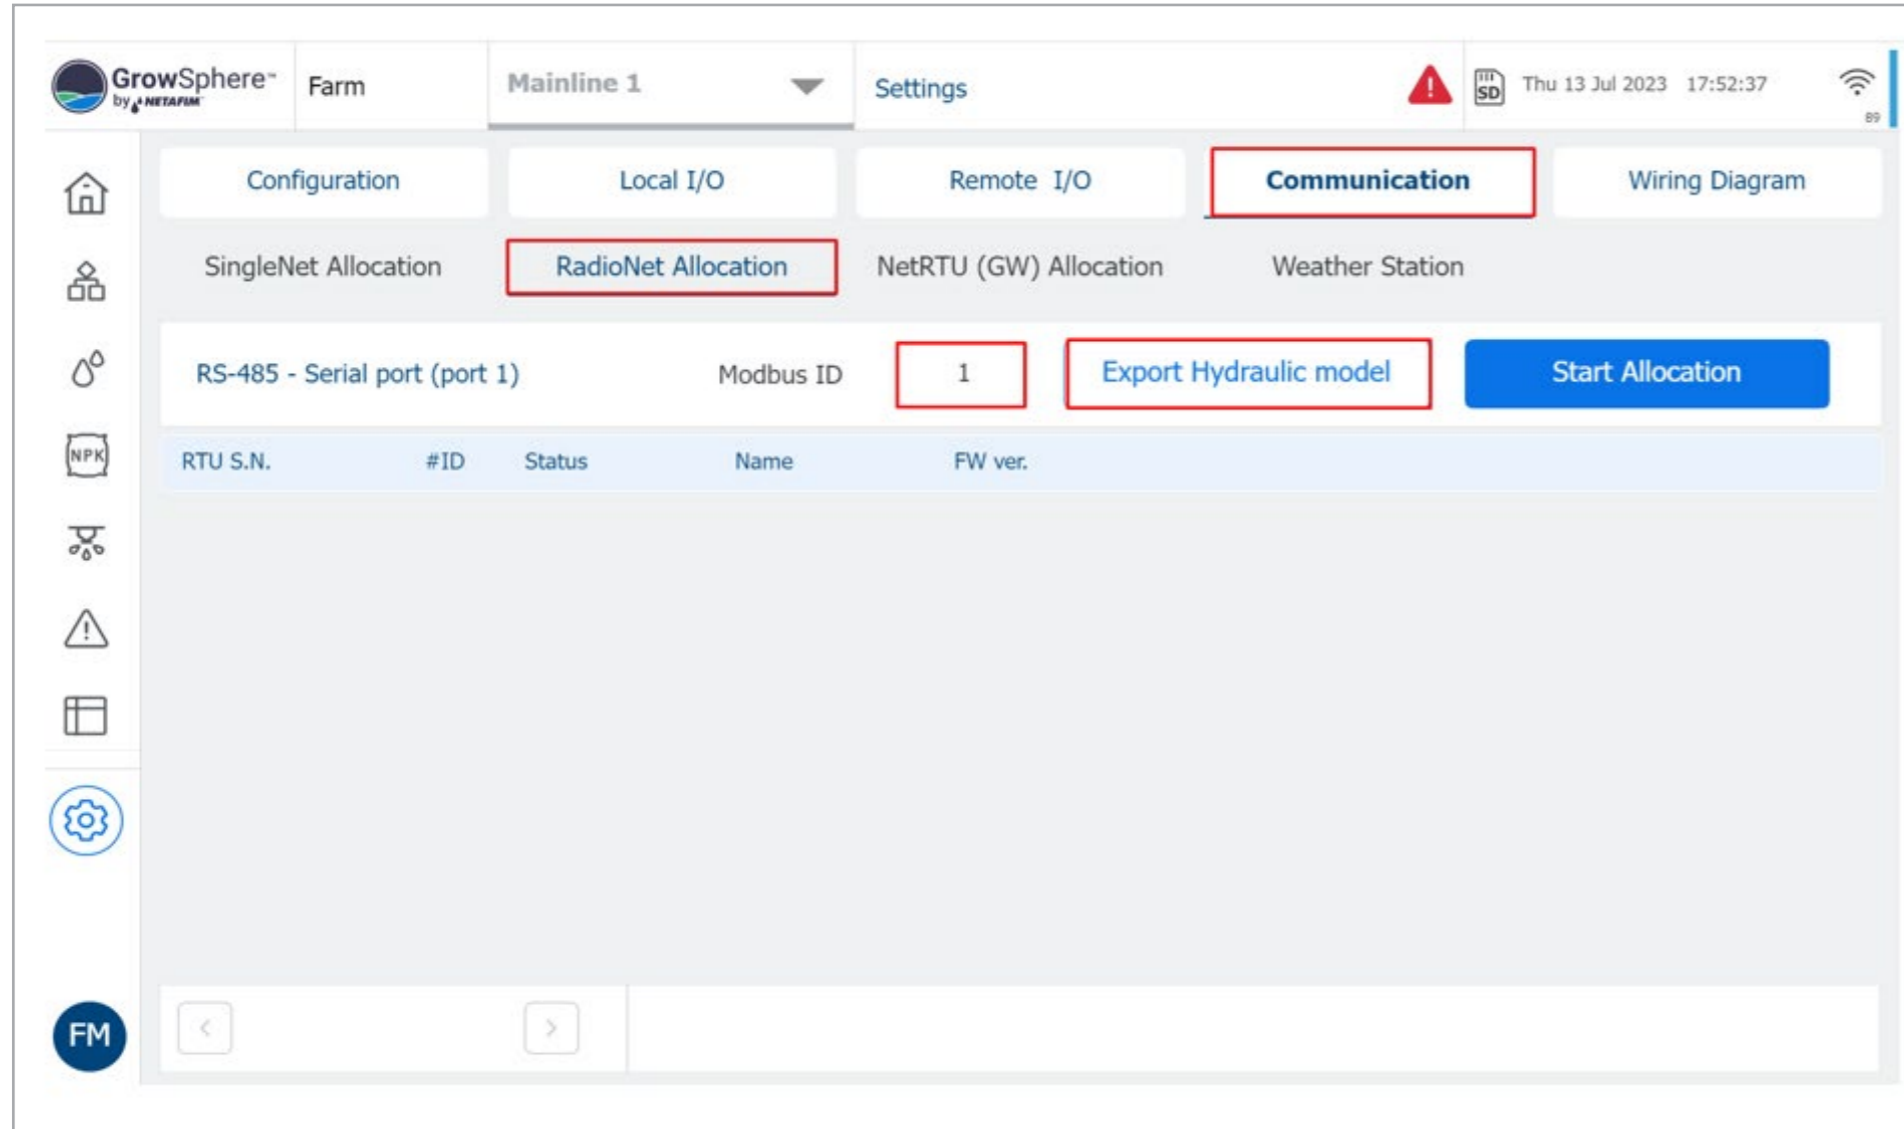 GrowSphere™
by NETAFIM™
Farm
Mainline 1
Settings
SD
Thu 13 Jul 2023 17:52:37
89
Configuration
Local I/O
Remote I/O
Communication
Wiring Diagram
SingleNet Allocation
RadioNet Allocation
NetRTU (GW) Allocation
Weather Station
RS-485 - Serial port (port 1)
Modbus ID
1
Export Hydraulic model
Start Allocation
NPK
RTU S.N.
#ID
Status
Name
FW ver.
FM